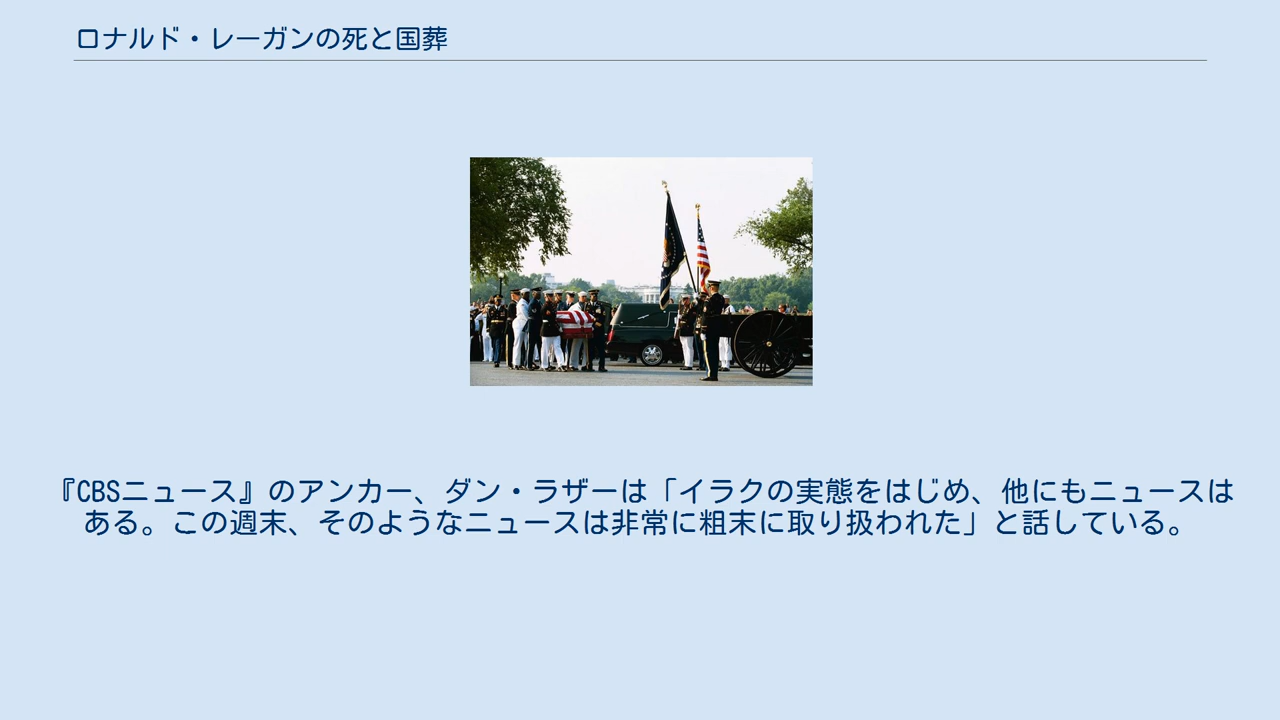 ロナルド・レーガンの死と国葬
『CBSニュース』のアンカー、ダン・ラザーは「イラクの実態をはじめ、他にもニュースは
ある。この週末、そのようなニュースは非常に粗末に取り扱われた」と話している。